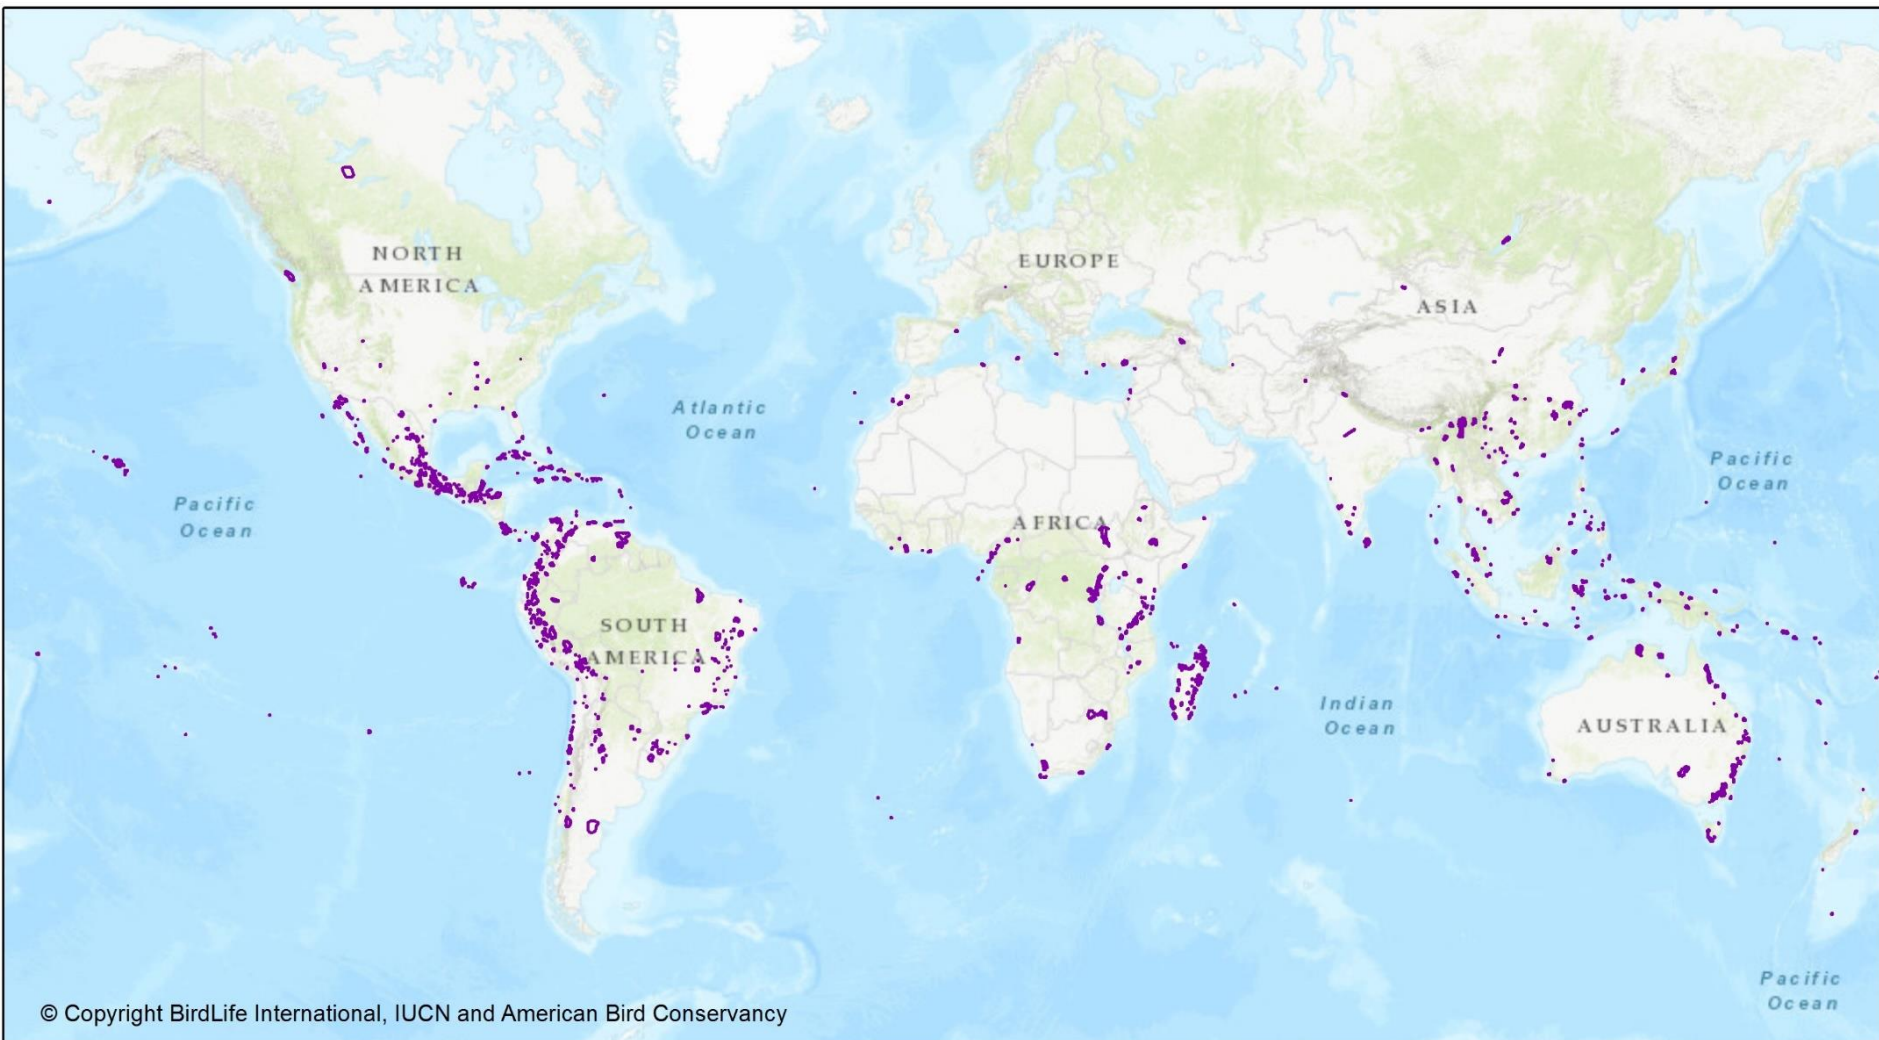 NORTH
AMERICA
EUROPE
ASIA
Atlantic
Ocean
Pacific
Ocean
Pacific
Ocean
AFRICA
SOUTH
AMERICA
Indian
Ocean
AUSTRALIA
Pacific
Ocean
© Copyright BirdLife International, IUCN and American Bird Conservancy